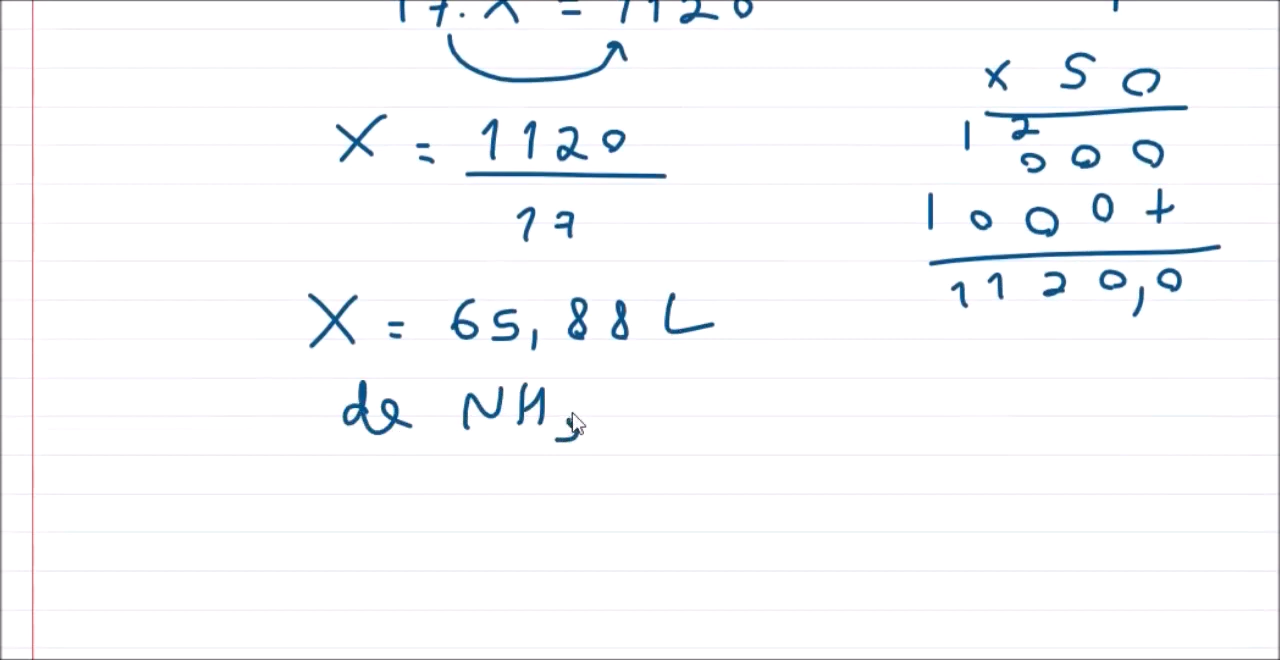 17. X = 1120
X = 1120
17
X = 65,88 L
de NH3
x 50
1 2
000
1000+
1120,0